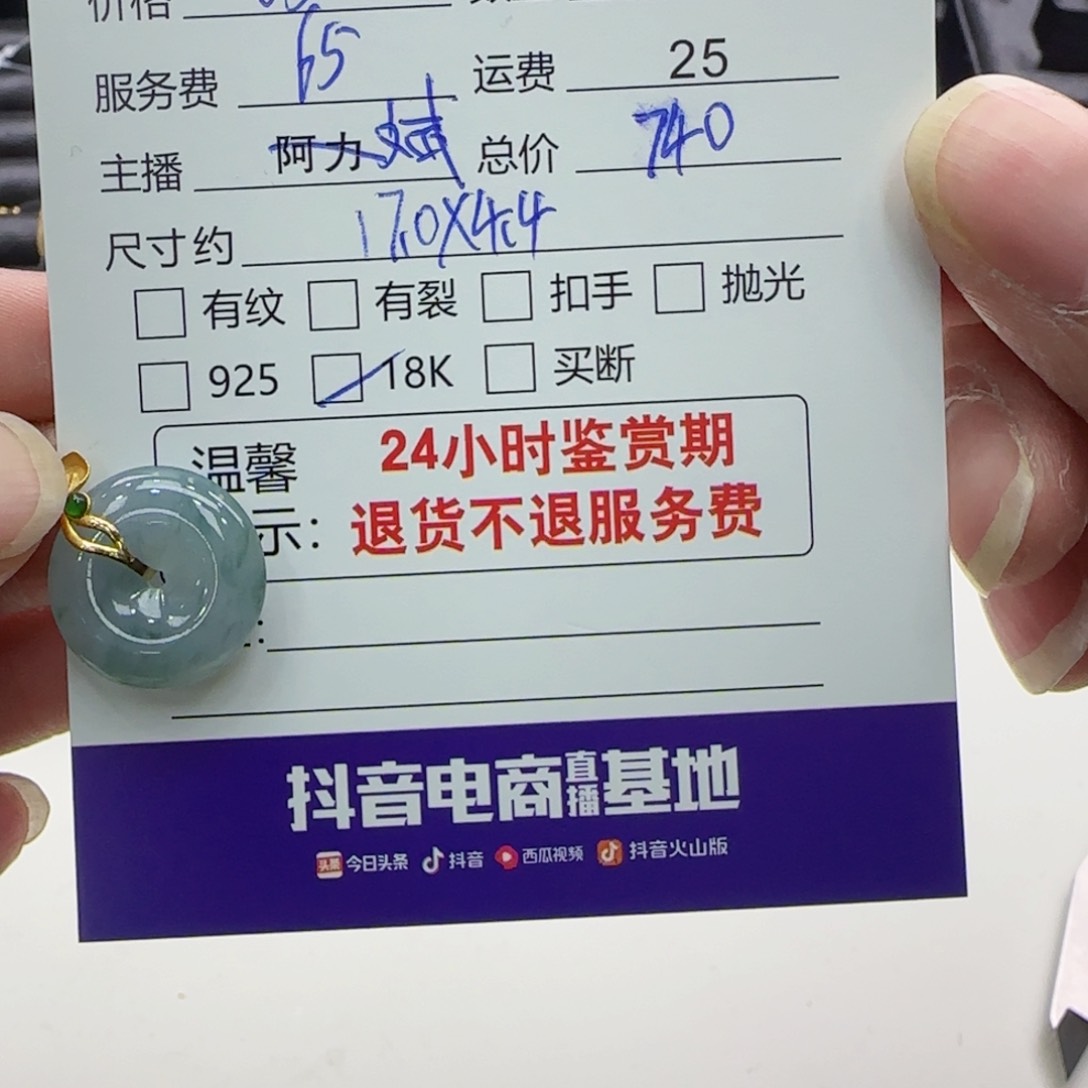 价格
服务费 65 运费 25
主播 阿力 斌 总价 740
尺寸约 17.0X4.4
有纹 有裂 扣手 抛光
925 18K 买断
温馨 24小时鉴赏期
示: 退货不退服务费
:
抖音电商直播基地
头条 今日头条 抖音 西瓜视频 抖音火山版